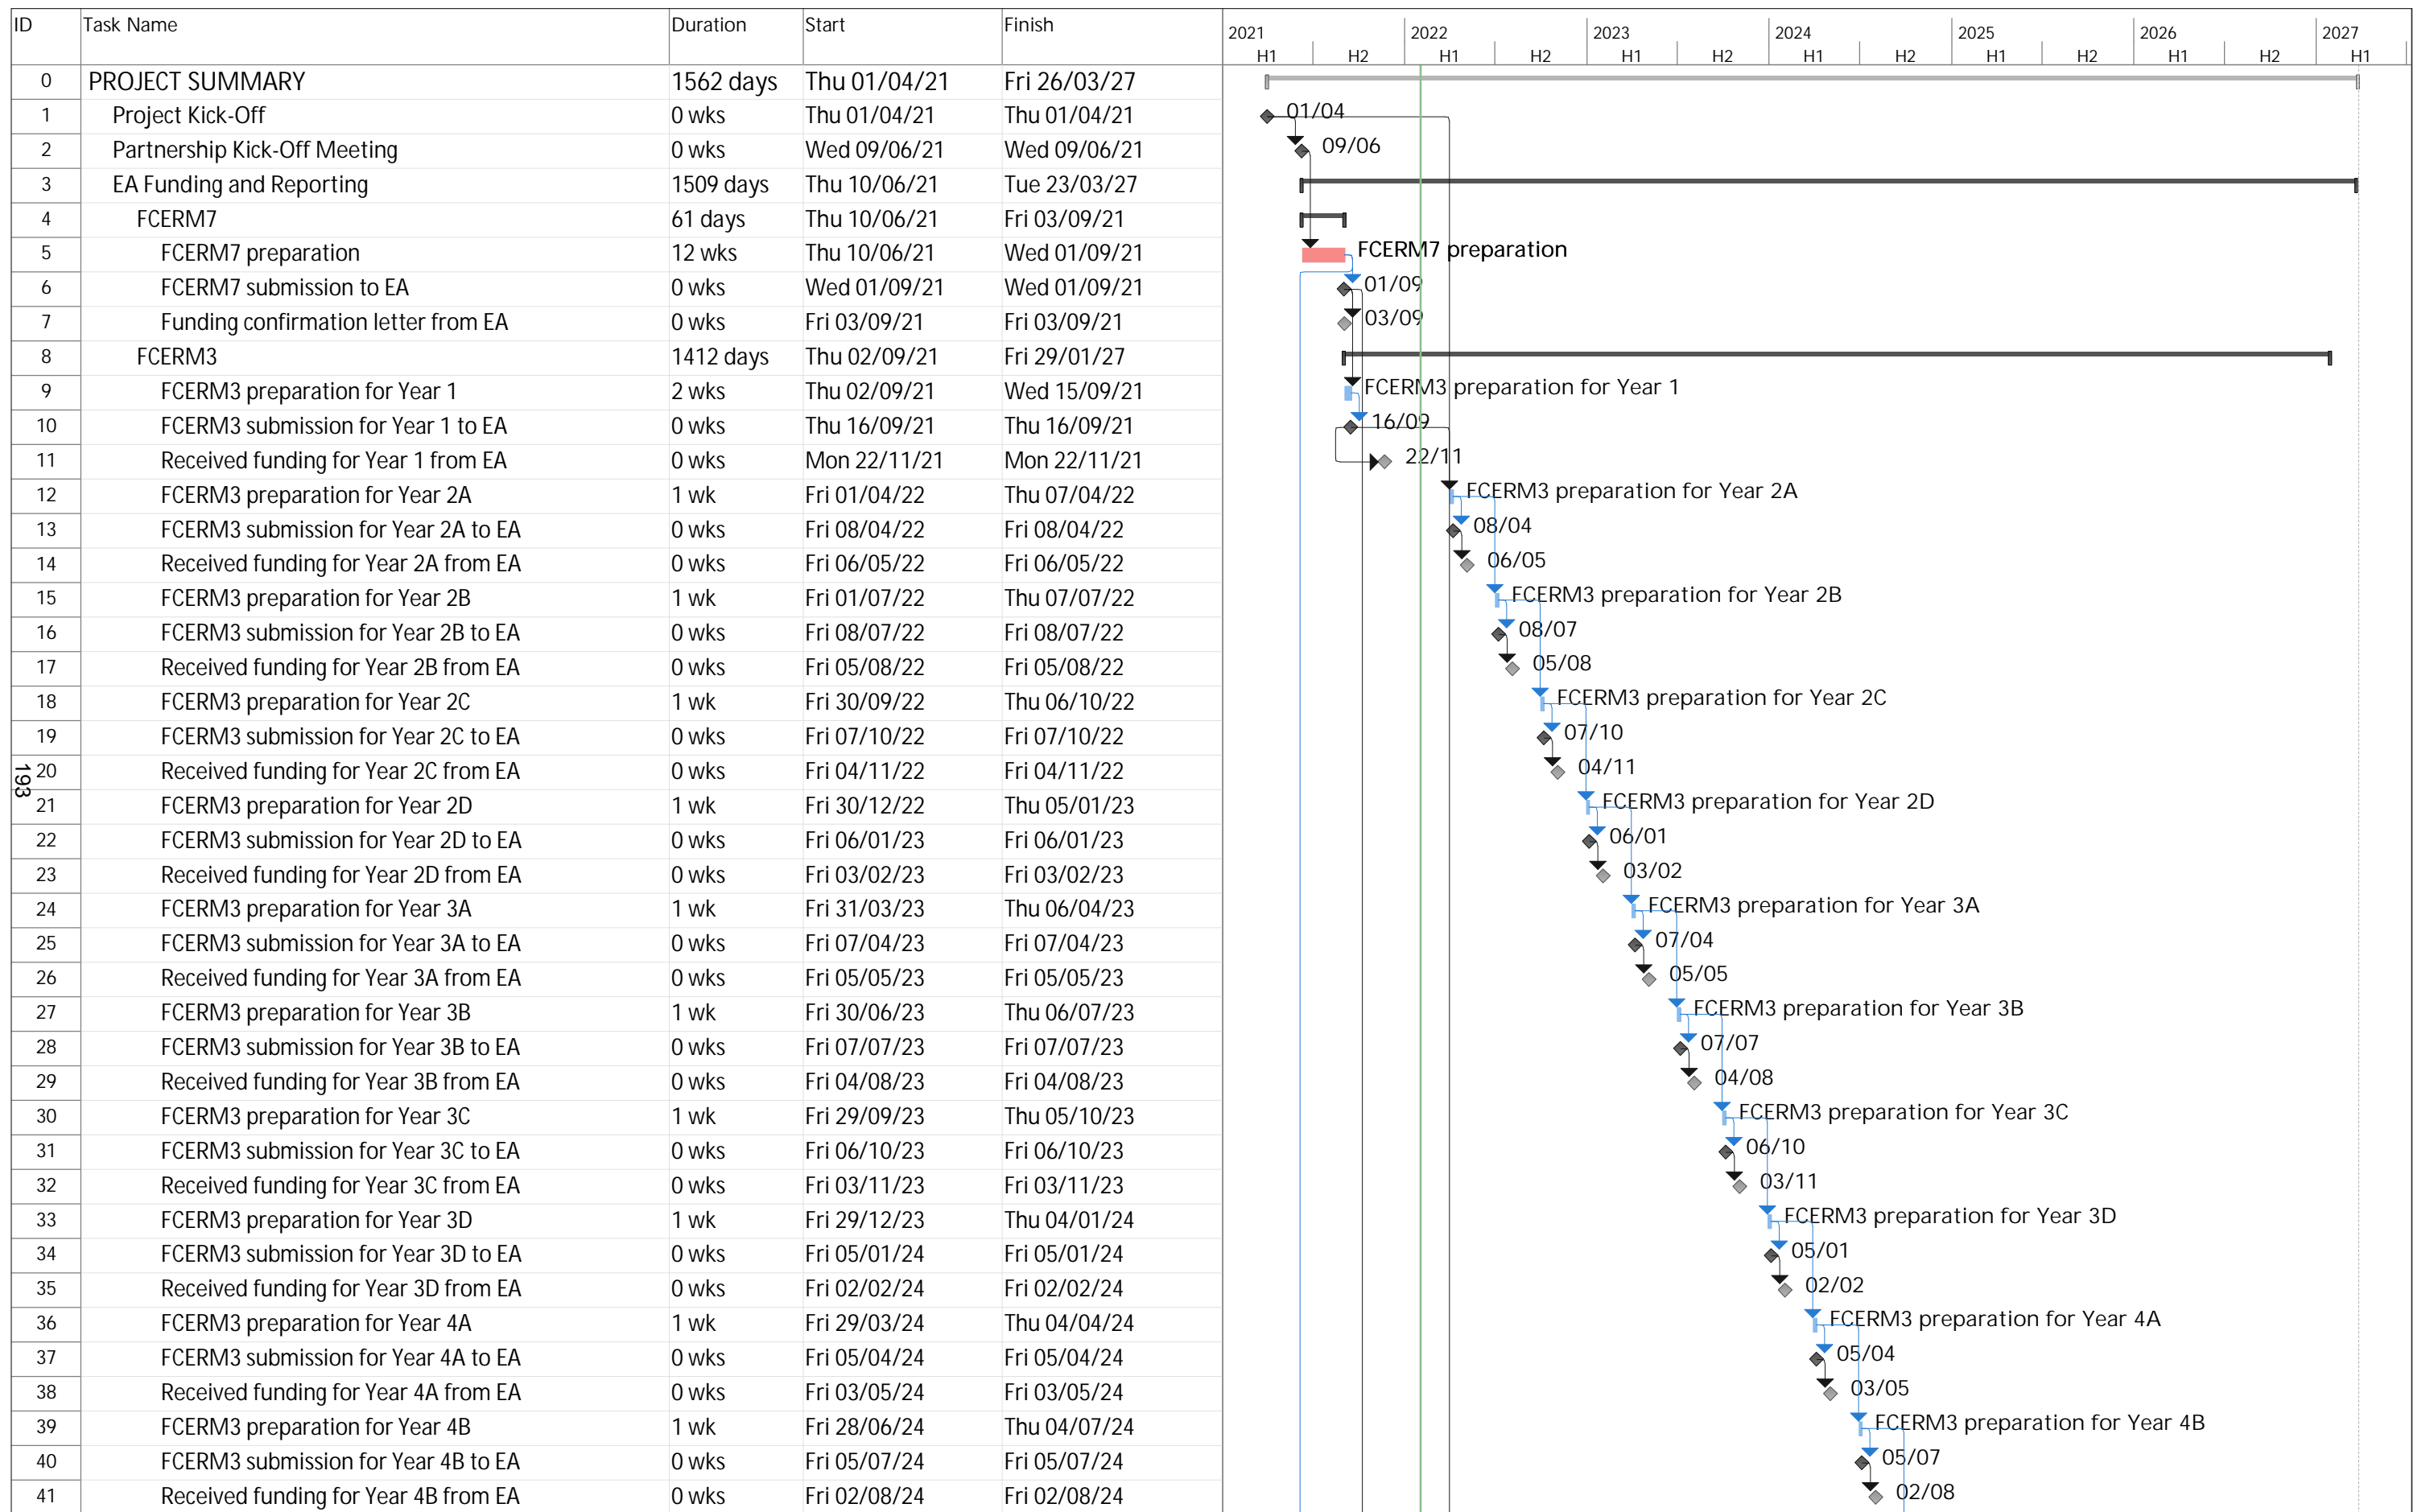 ID Task Name Duration Start Finish 2021 2022 2023 2024 2025 2026 2027
H1 H2 H1 H2 H1 H2 H1 H2 H1 H2 H1 H2 H1
0 PROJECT SUMMARY 1562 days Thu 01/04/21 Fri 26/03/27
1 Project Kick-Off 0 wks Thu 01/04/21 Thu 01/04/21 01/04
2 Partnership Kick-Off Meeting 0 wks Wed 09/06/21 Wed 09/06/21 09/06
3 EA Funding and Reporting 1509 days Thu 10/06/21 Tue 23/03/27
4 FCERM7 61 days Thu 10/06/21 Fri 03/09/21
5 FCERM7 preparation 12 wks Thu 10/06/21 Wed 01/09/21 FCERM7 preparation
6 FCERM7 submission to EA 0 wks Wed 01/09/21 Wed 01/09/21 01/09
7 Funding confirmation letter from EA 0 wks Fri 03/09/21 Fri 03/09/21 03/09
8 FCERM3 1412 days Thu 02/09/21 Fri 29/01/27
9 FCERM3 preparation for Year 1 2 wks Thu 02/09/21 Wed 15/09/21 FCERM3 preparation for Year 1
10 FCERM3 submission for Year 1 to EA 0 wks Thu 16/09/21 Thu 16/09/21 16/09
11 Received funding for Year 1 from EA 0 wks Mon 22/11/21 Mon 22/11/21 22/11
12 FCERM3 preparation for Year 2A 1 wk Fri 01/04/22 Thu 07/04/22 FCERM3 preparation for Year 2A
13 FCERM3 submission for Year 2A to EA 0 wks Fri 08/04/22 Fri 08/04/22 08/04
14 Received funding for Year 2A from EA 0 wks Fri 06/05/22 Fri 06/05/22 06/05
15 FCERM3 preparation for Year 2B 1 wk Fri 01/07/22 Thu 07/07/22 FCERM3 preparation for Year 2B
16 FCERM3 submission for Year 2B to EA 0 wks Fri 08/07/22 Fri 08/07/22 08/07
17 Received funding for Year 2B from EA 0 wks Fri 05/08/22 Fri 05/08/22 05/08
18 FCERM3 preparation for Year 2C 1 wk Fri 30/09/22 Thu 06/10/22 FCERM3 preparation for Year 2C
19 FCERM3 submission for Year 2C to EA 0 wks Fri 07/10/22 Fri 07/10/22 07/10
20 Received funding for Year 2C from EA 0 wks Fri 04/11/22 Fri 04/11/22 04/11
193
21 FCERM3 preparation for Year 2D 1 wk Fri 30/12/22 Thu 05/01/23 FCERM3 preparation for Year 2D
22 FCERM3 submission for Year 2D to EA 0 wks Fri 06/01/23 Fri 06/01/23 06/01
23 Received funding for Year 2D from EA 0 wks Fri 03/02/23 Fri 03/02/23 03/02
24 FCERM3 preparation for Year 3A 1 wk Fri 31/03/23 Thu 06/04/23 FCERM3 preparation for Year 3A
25 FCERM3 submission for Year 3A to EA 0 wks Fri 07/04/23 Fri 07/04/23 07/04
26 Received funding for Year 3A from EA 0 wks Fri 05/05/23 Fri 05/05/23 05/05
27 FCERM3 preparation for Year 3B 1 wk Fri 30/06/23 Thu 06/07/23 FCERM3 preparation for Year 3B
28 FCERM3 submission for Year 3B to EA 0 wks Fri 07/07/23 Fri 07/07/23 07/07
29 Received funding for Year 3B from EA 0 wks Fri 04/08/23 Fri 04/08/23 04/08
30 FCERM3 preparation for Year 3C 1 wk Fri 29/09/23 Thu 05/10/23 FCERM3 preparation for Year 3C
31 FCERM3 submission for Year 3C to EA 0 wks Fri 06/10/23 Fri 06/10/23 06/10
32 Received funding for Year 3C from EA 0 wks Fri 03/11/23 Fri 03/11/23 03/11
33 FCERM3 preparation for Year 3D 1 wk Fri 29/12/23 Thu 04/01/24 FCERM3 preparation for Year 3D
34 FCERM3 submission for Year 3D to EA 0 wks Fri 05/01/24 Fri 05/01/24 05/01
35 Received funding for Year 3D from EA 0 wks Fri 02/02/24 Fri 02/02/24 02/02
36 FCERM3 preparation for Year 4A 1 wk Fri 29/03/24 Thu 04/04/24 FCERM3 preparation for Year 4A
37 FCERM3 submission for Year 4A to EA 0 wks Fri 05/04/24 Fri 05/04/24 05/04
38 Received funding for Year 4A from EA 0 wks Fri 03/05/24 Fri 03/05/24 03/05
39 FCERM3 preparation for Year 4B 1 wk Fri 28/06/24 Thu 04/07/24 FCERM3 preparation for Year 4B
40 FCERM3 submission for Year 4B to EA 0 wks Fri 05/07/24 Fri 05/07/24 05/07
41 Received funding for Year 4B from EA 0 wks Fri 02/08/24 Fri 02/08/24 02/08